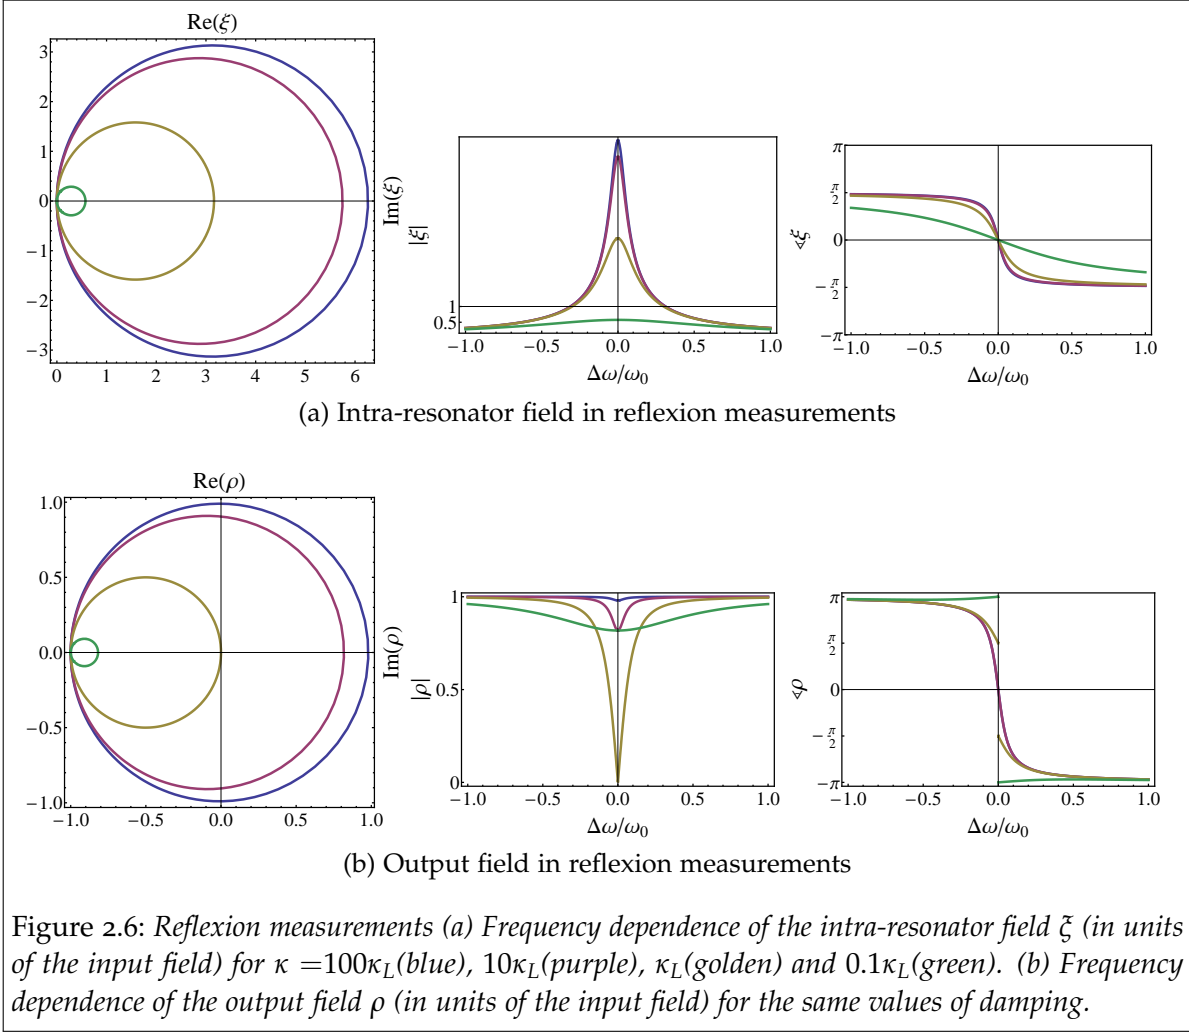 Re(ξ)
3
2
1
0
−1
−2
−3
0 1 2 3 4 5 6
Im(ξ)
|ξ|
1
0.5
−1.0 −0.5 0.0 0.5 1.0
Δω/ω0
∢ξ
π
π/2
0
−π/2
−π
−1.0 −0.5 0.0 0.5 1.0
Δω/ω0
(a) Intra-resonator field in reflexion measurements
Re(ρ)
1.0
0.5
0.0
−0.5
−1.0
−1.0 −0.5 0.0 0.5 1.0
Im(ρ)
|ρ|
1
0.5
0
−1.0 −0.5 0.0 0.5 1.0
Δω/ω0
∢ρ
π
π/2
0
−π/2
−π
−1.0 −0.5 0.0 0.5 1.0
Δω/ω0
(b) Output field in reflexion measurements
Figure 2.6: Reflexion measurements (a) Frequency dependence of the intra-resonator field ξ (in units
of the input field) for κ =100κL(blue), 10κL(purple), κL(golden) and 0.1κL(green). (b) Frequency
dependence of the output field ρ (in units of the input field) for the same values of damping.